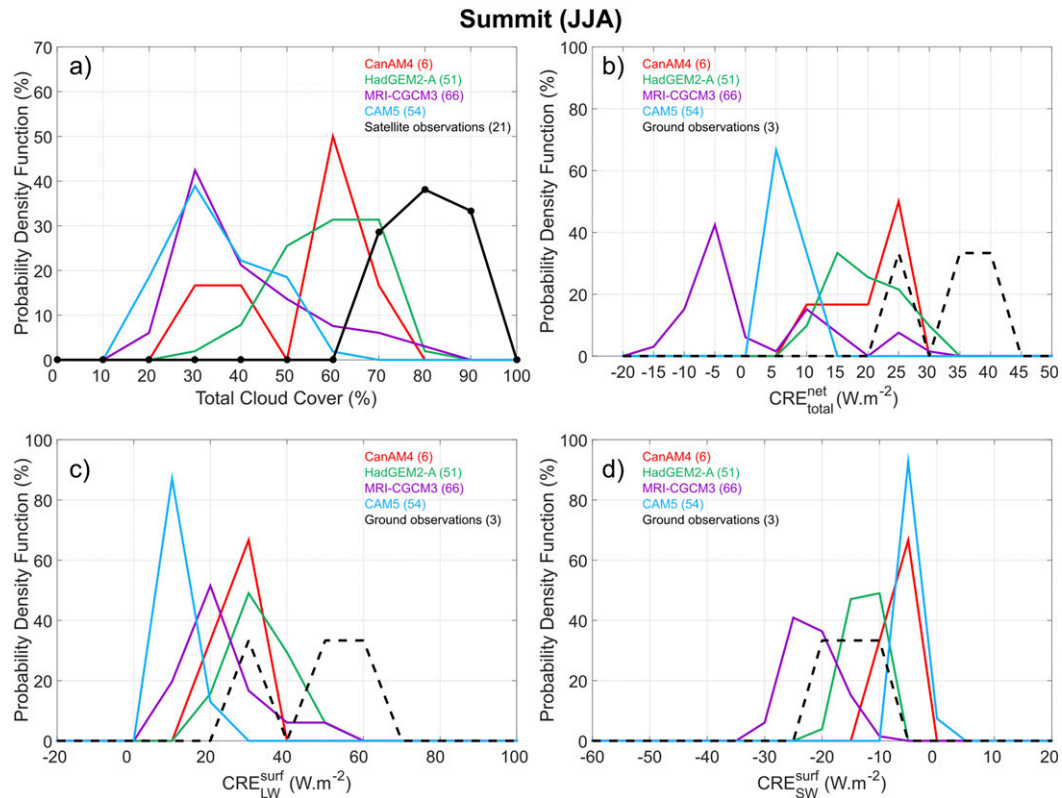 Summit (JJA)
a)
CanAM4 (6)
HadGEM2-A (51)
MRI-CGCM3 (66)
CAM5 (54)
Satellite observations (21)
Probability Density Function (%)
70
60
50
40
30
20
10
0
0 10 20 30 40 50 60 70 80 90 100
Total Cloud Cover (%)
b)
CanAM4 (6)
HadGEM2-A (51)
MRI-CGCM3 (66)
CAM5 (54)
Ground observations (3)
Probability Density Function (%)
100
80
60
40
20
0
-20 -15 -10 -5 0 5 10 15 20 25 30 35 40 45 50
CRE^net_total (W.m^-2)
c)
CanAM4 (6)
HadGEM2-A (51)
MRI-CGCM3 (66)
CAM5 (54)
Ground observations (3)
Probability Density Function (%)
100
80
60
40
20
0
-20 0 20 40 60 80 100
CRE^surf_LW (W.m^-2)
d)
CanAM4 (6)
HadGEM2-A (51)
MRI-CGCM3 (66)
CAM5 (54)
Ground observations (3)
Probability Density Function (%)
100
80
60
40
20
0
-60 -50 -40 -30 -20 -10 0 10 20
CRE^surf_SW (W.m^-2)